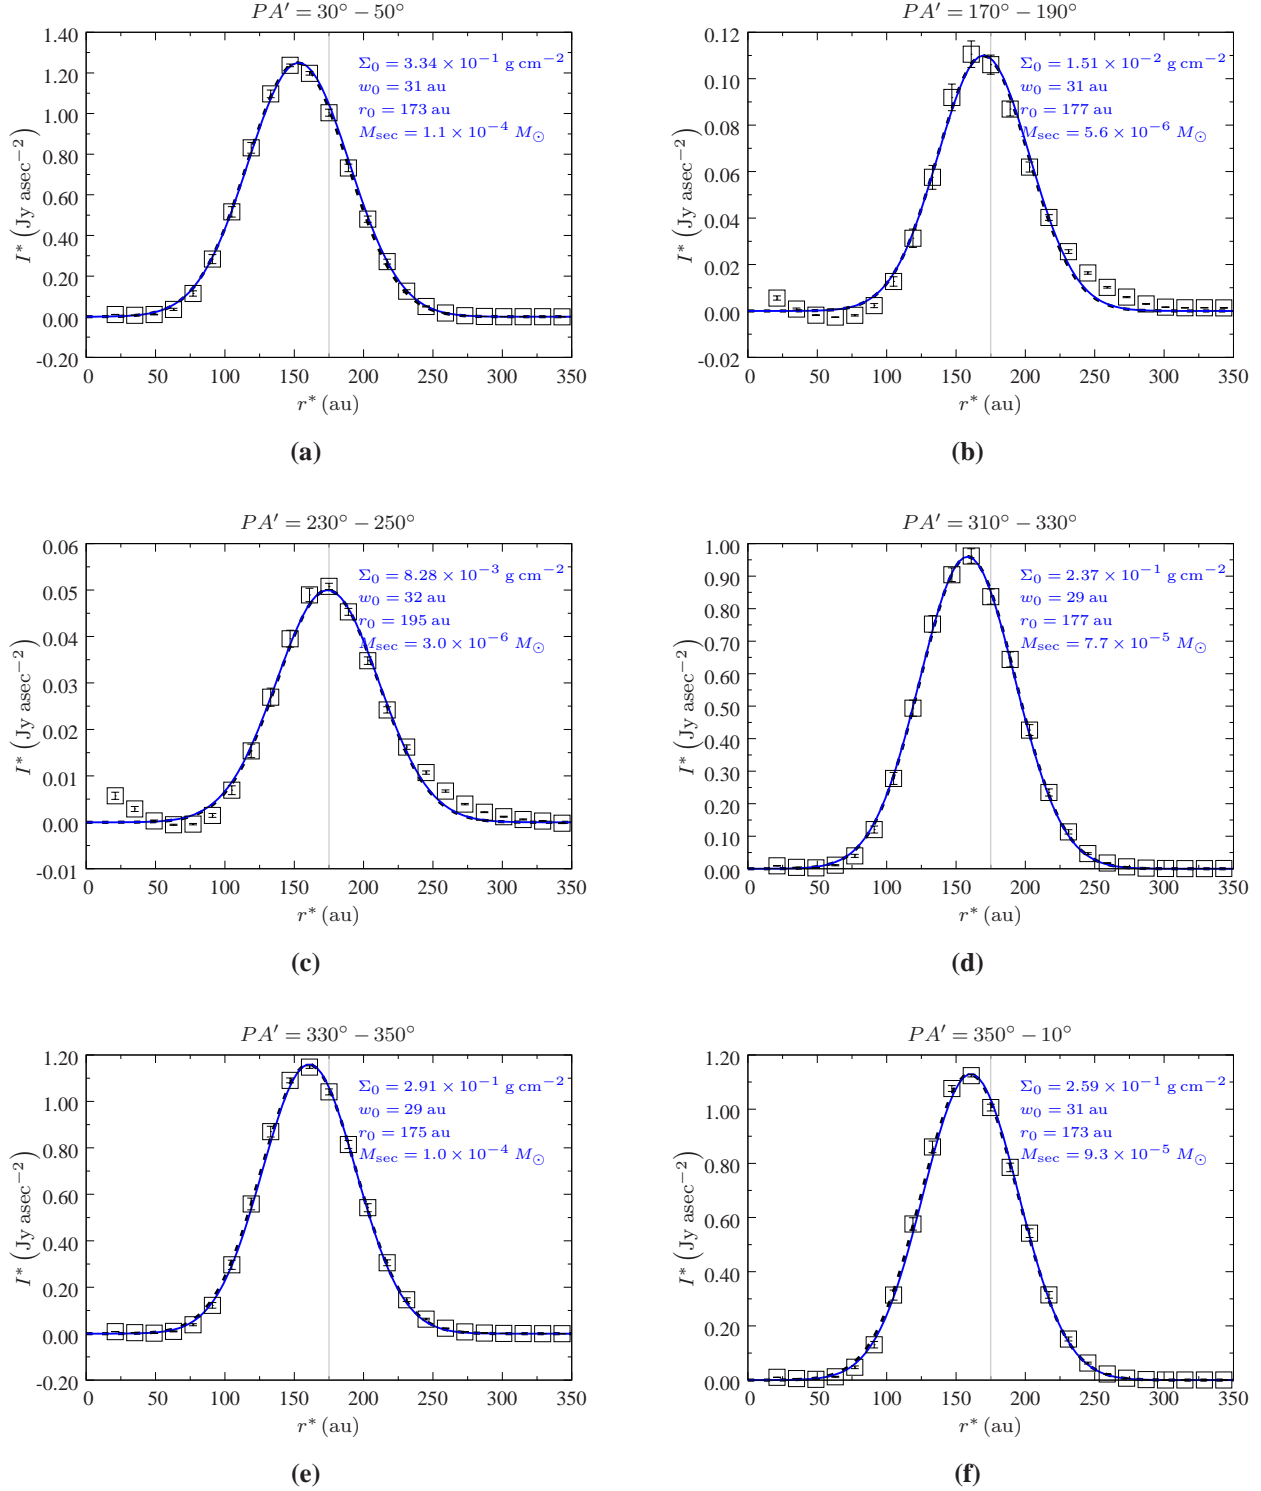 PA′ = 30° − 50°
1.40
1.20
1.00
0.80
0.60
0.40
0.20
0.00
-0.20
I* (Jy asec−2)
Σ0 = 3.34 × 10−1 g cm−2
w0 = 31 au
r0 = 173 au
Msec = 1.1 × 10−4 M⊙
0 50 100 150 200 250 300 350
r* (au)
(a)
PA′ = 170° − 190°
0.12
0.10
0.08
0.06
0.04
0.02
0.00
-0.02
I* (Jy asec−2)
Σ0 = 1.51 × 10−2 g cm−2
w0 = 31 au
r0 = 177 au
Msec = 5.6 × 10−6 M⊙
0 50 100 150 200 250 300 350
r* (au)
(b)
PA′ = 230° − 250°
0.06
0.05
0.04
0.03
0.02
0.01
0.00
-0.01
I* (Jy asec−2)
Σ0 = 8.28 × 10−3 g cm−2
w0 = 32 au
r0 = 195 au
Msec = 3.0 × 10−6 M⊙
0 50 100 150 200 250 300 350
r* (au)
(c)
PA′ = 310° − 330°
1.00
0.90
0.80
0.70
0.60
0.50
0.40
0.30
0.20
0.10
0.00
I* (Jy asec−2)
Σ0 = 2.37 × 10−1 g cm−2
w0 = 29 au
r0 = 177 au
Msec = 7.7 × 10−5 M⊙
0 50 100 150 200 250 300 350
r* (au)
(d)
PA′ = 330° − 350°
1.20
1.00
0.80
0.60
0.40
0.20
0.00
-0.20
I* (Jy asec−2)
Σ0 = 2.91 × 10−1 g cm−2
w0 = 29 au
r0 = 175 au
Msec = 1.0 × 10−4 M⊙
0 50 100 150 200 250 300 350
r* (au)
(e)
PA′ = 350° − 10°
1.20
1.00
0.80
0.60
0.40
0.20
0.00
I* (Jy asec−2)
Σ0 = 2.59 × 10−1 g cm−2
w0 = 31 au
r0 = 173 au
Msec = 9.3 × 10−5 M⊙
0 50 100 150 200 250 300 350
r* (au)
(f)